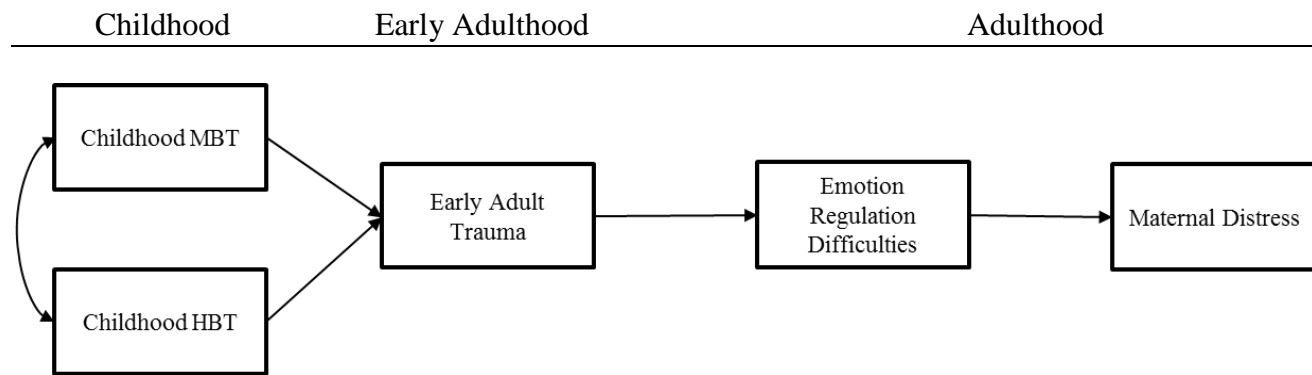 Childhood Early Adulthood Adulthood
Childhood MBT
Early Adult
Trauma
Emotion
Regulation
Difficulties
Maternal Distress
Childhood HBT